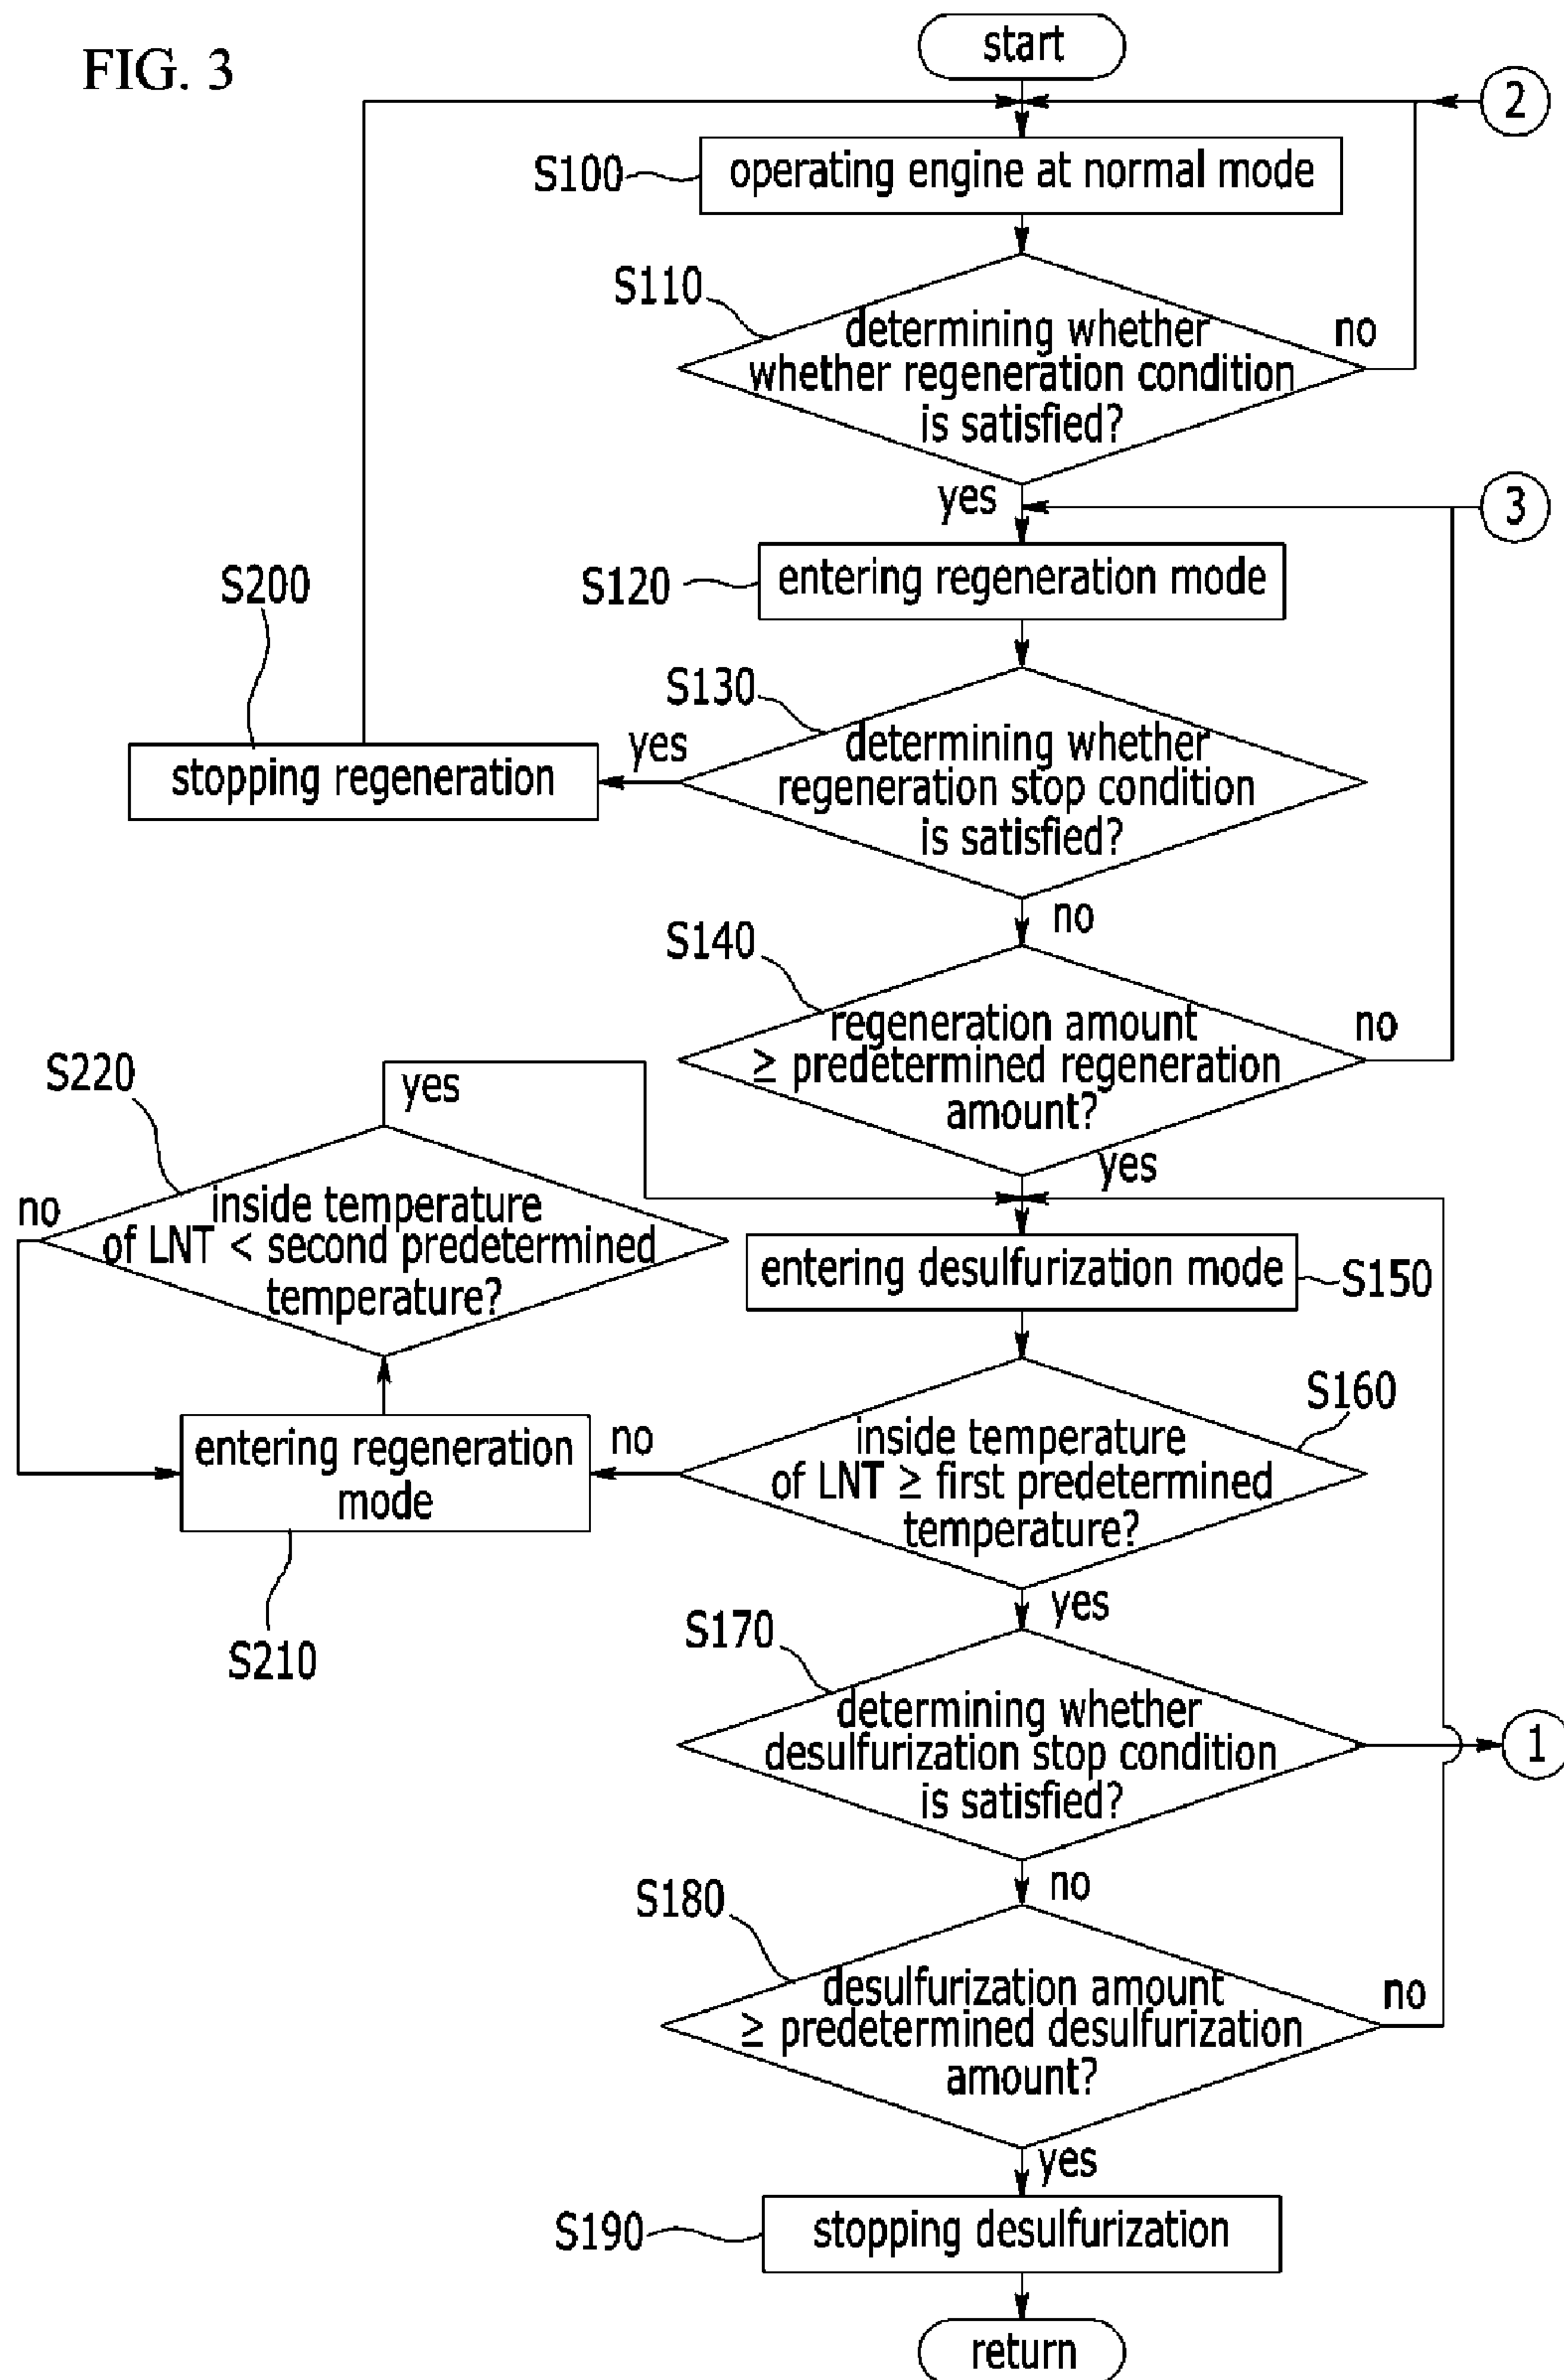 FIG. 3
start
2
S100
operating engine at normal mode
S110
determining whether
whether regeneration condition
is satisfied?
no
yes
3
S120
entering regeneration mode
S200
stopping regeneration
S130
yes
determining whether
regeneration stop condition
is satisfied?
no
S140
regeneration amount
≥ predetermined regeneration
amount?
no
yes
S220
yes
no
inside temperature
of LNT < second predetermined
temperature?
entering desulfurization mode
S150
S160
entering regeneration
mode
no
inside temperature
of LNT ≥ first predetermined
temperature?
yes
S210
S170
determining whether
desulfurization stop condition
is satisfied?
1
no
S180
desulfurization amount
≥ predetermined desulfurization
amount?
no
yes
S190
stopping desulfurization
return